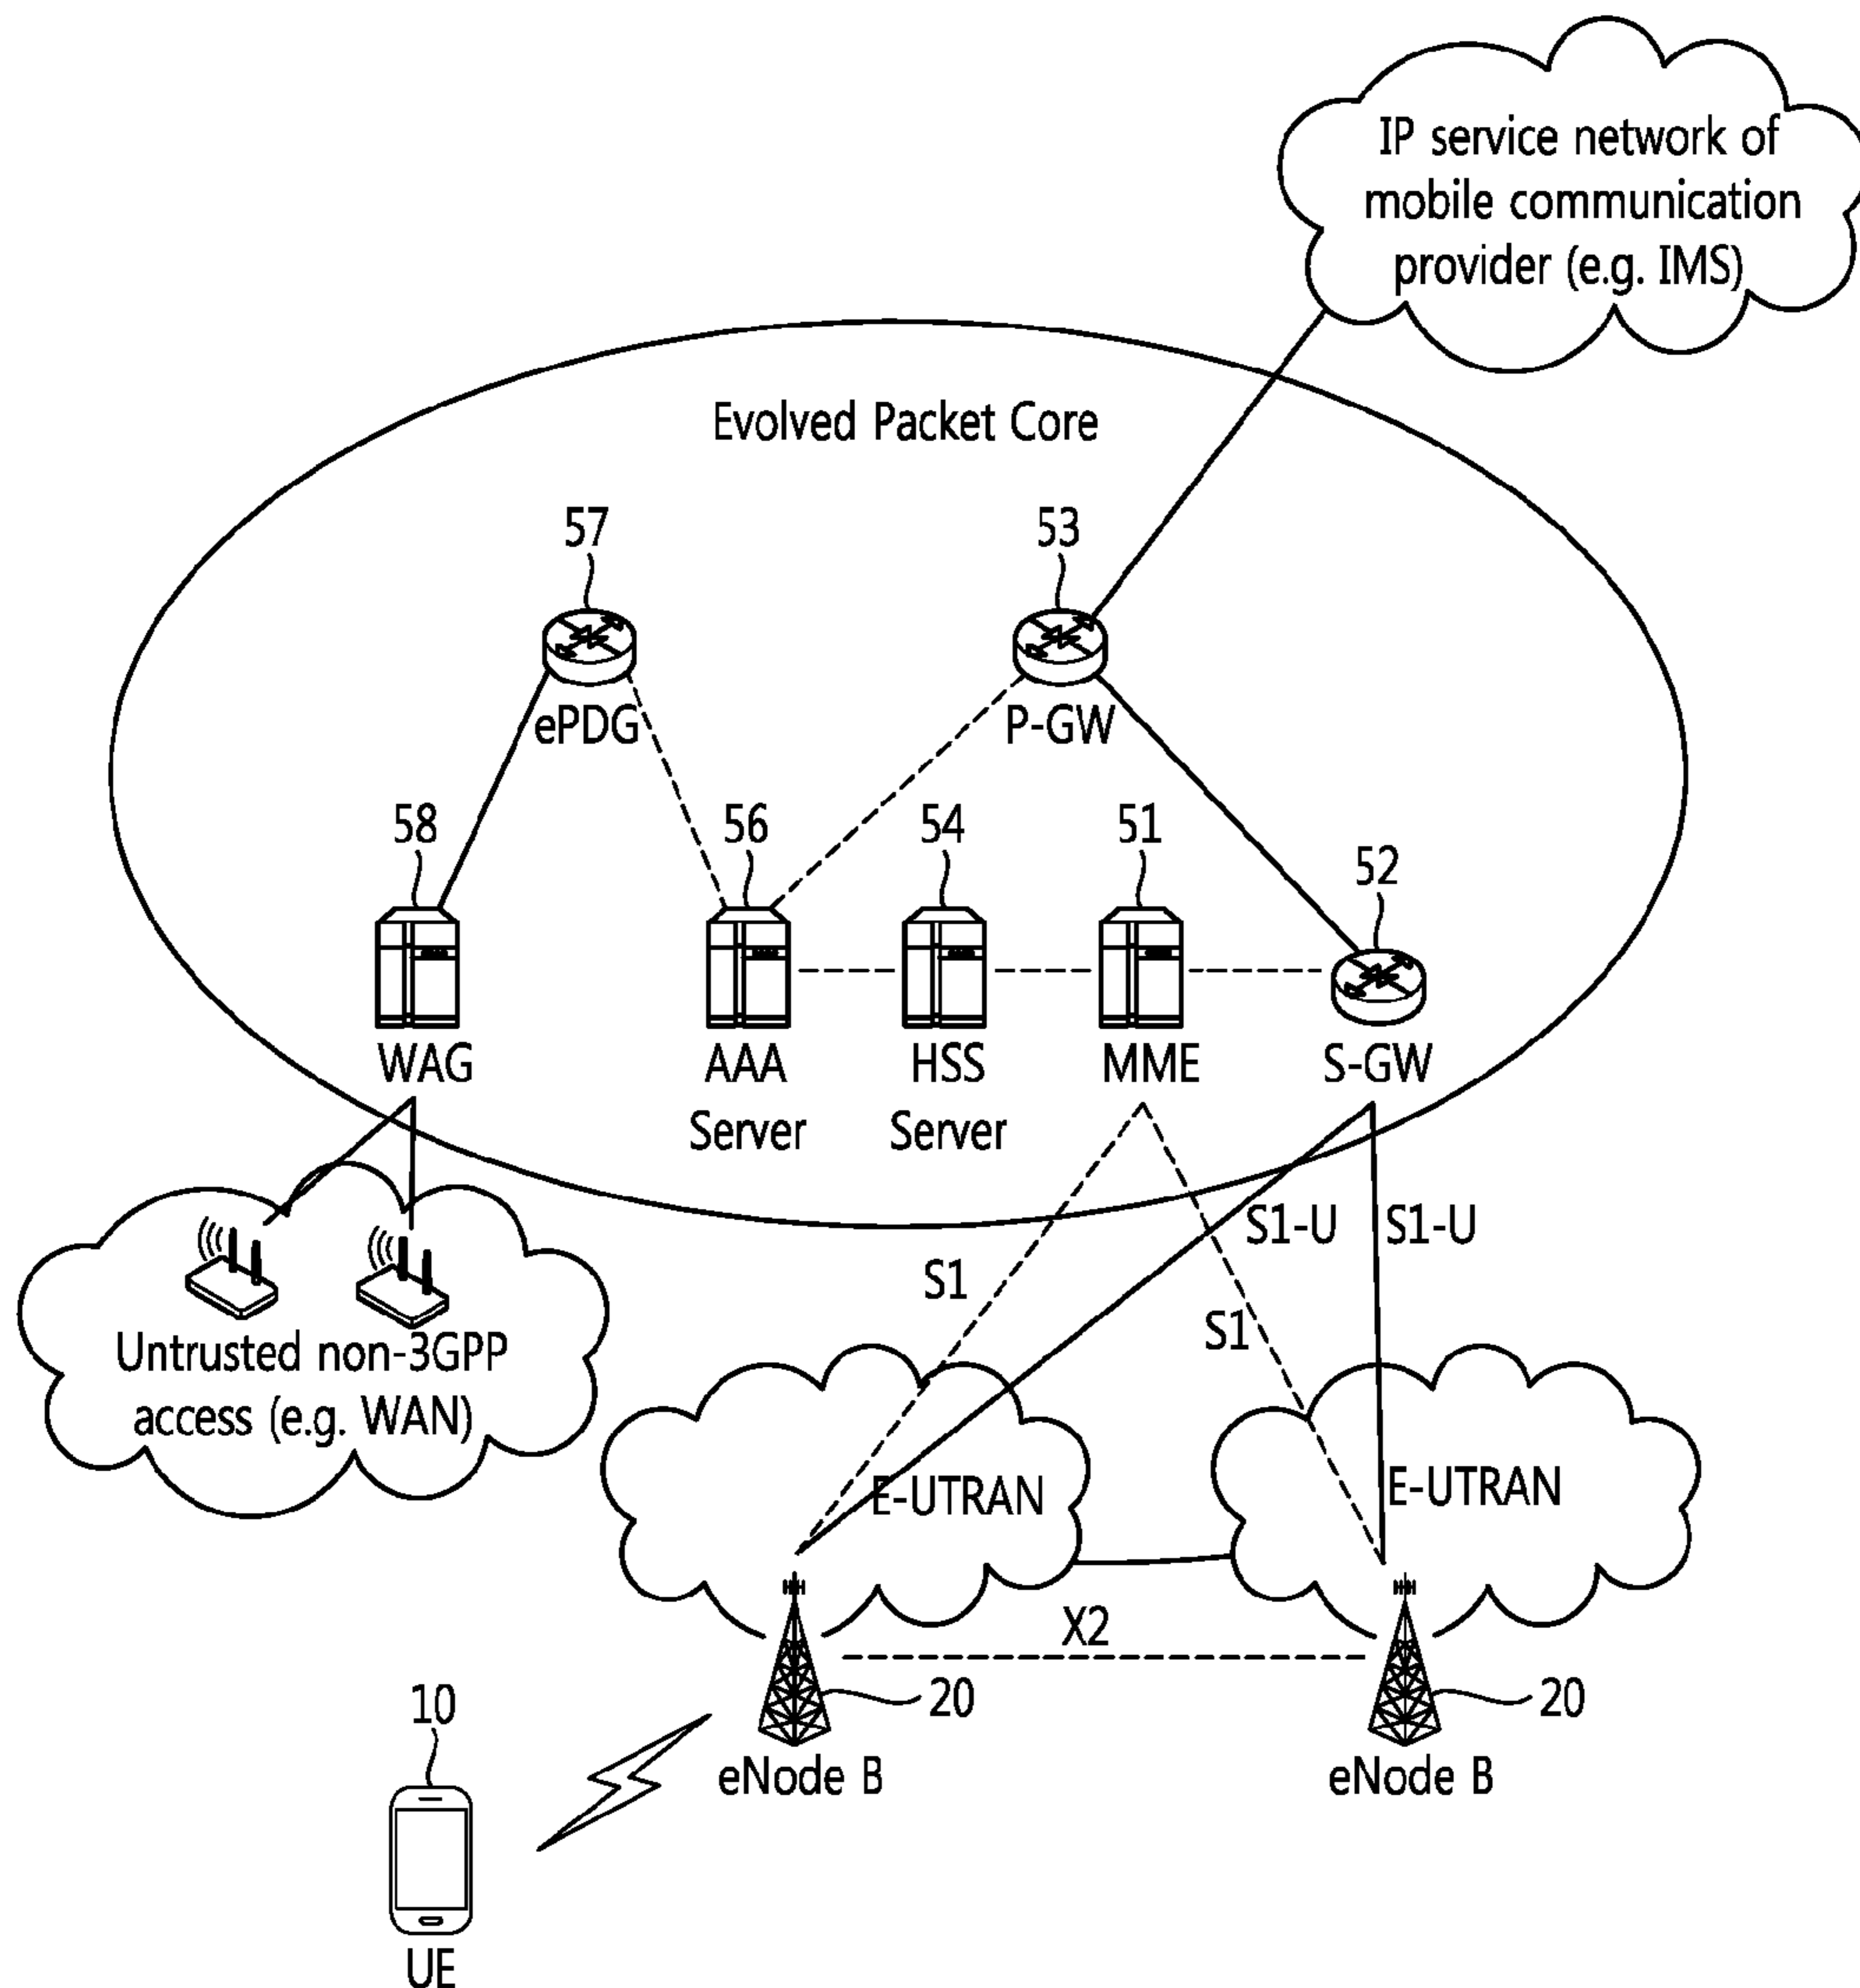 IP service network of
mobile communication
provider (e.g. IMS)
Evolved Packet Core
57
53
ePDG
P-GW
58
56
54
51
52
WAG
AAA
Server
HSS
Server
MME
S-GW
S1-U
S1-U
S1
S1
Untrusted non-3GPP
access (e.g. WAN)
E-UTRAN
E-UTRAN
X2
20
20
10
eNode B
eNode B
UE